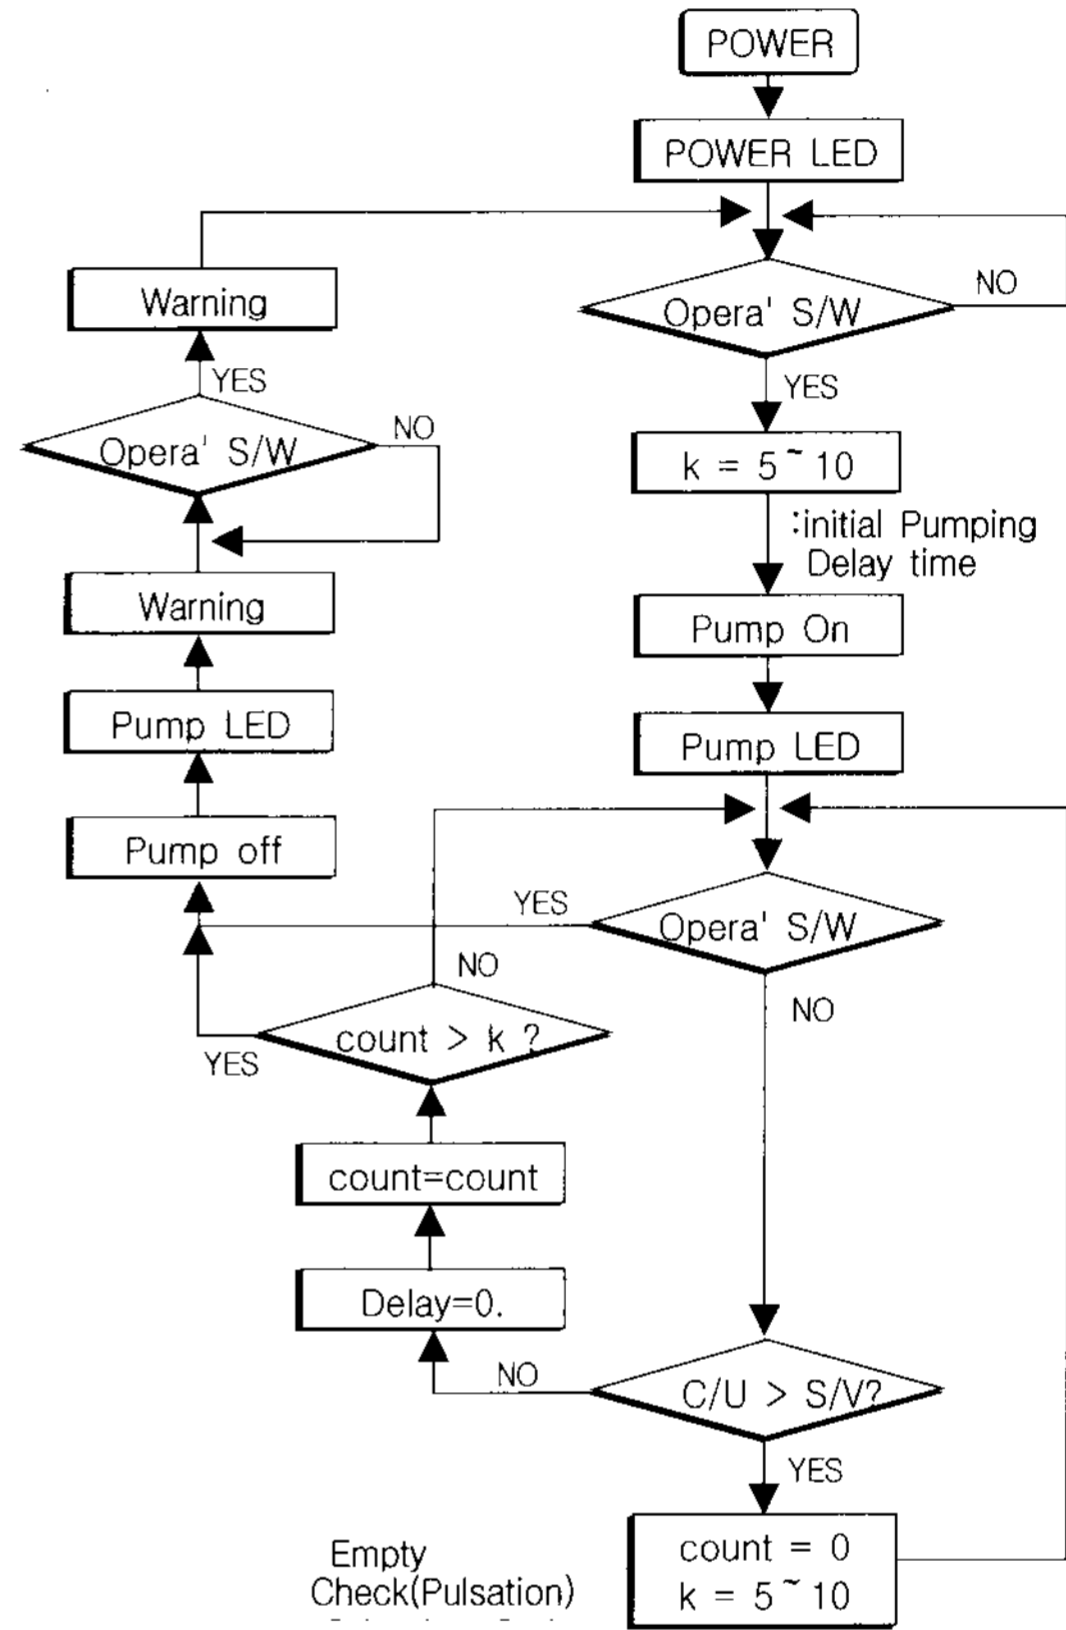 POWER
POWER LED
Opera' S/W
NO
YES
k = 5 ~ 10
:initial Pumping
Delay time
Pump On
Pump LED
Opera' S/W
YES
NO
C/U > S/V?
NO
YES
count = 0
k = 5 ~ 10
Delay=0.
count=count
count > k ?
NO
YES
Pump off
Pump LED
Warning
Opera' S/W
NO
YES
Warning
Empty
Check(Pulsation)